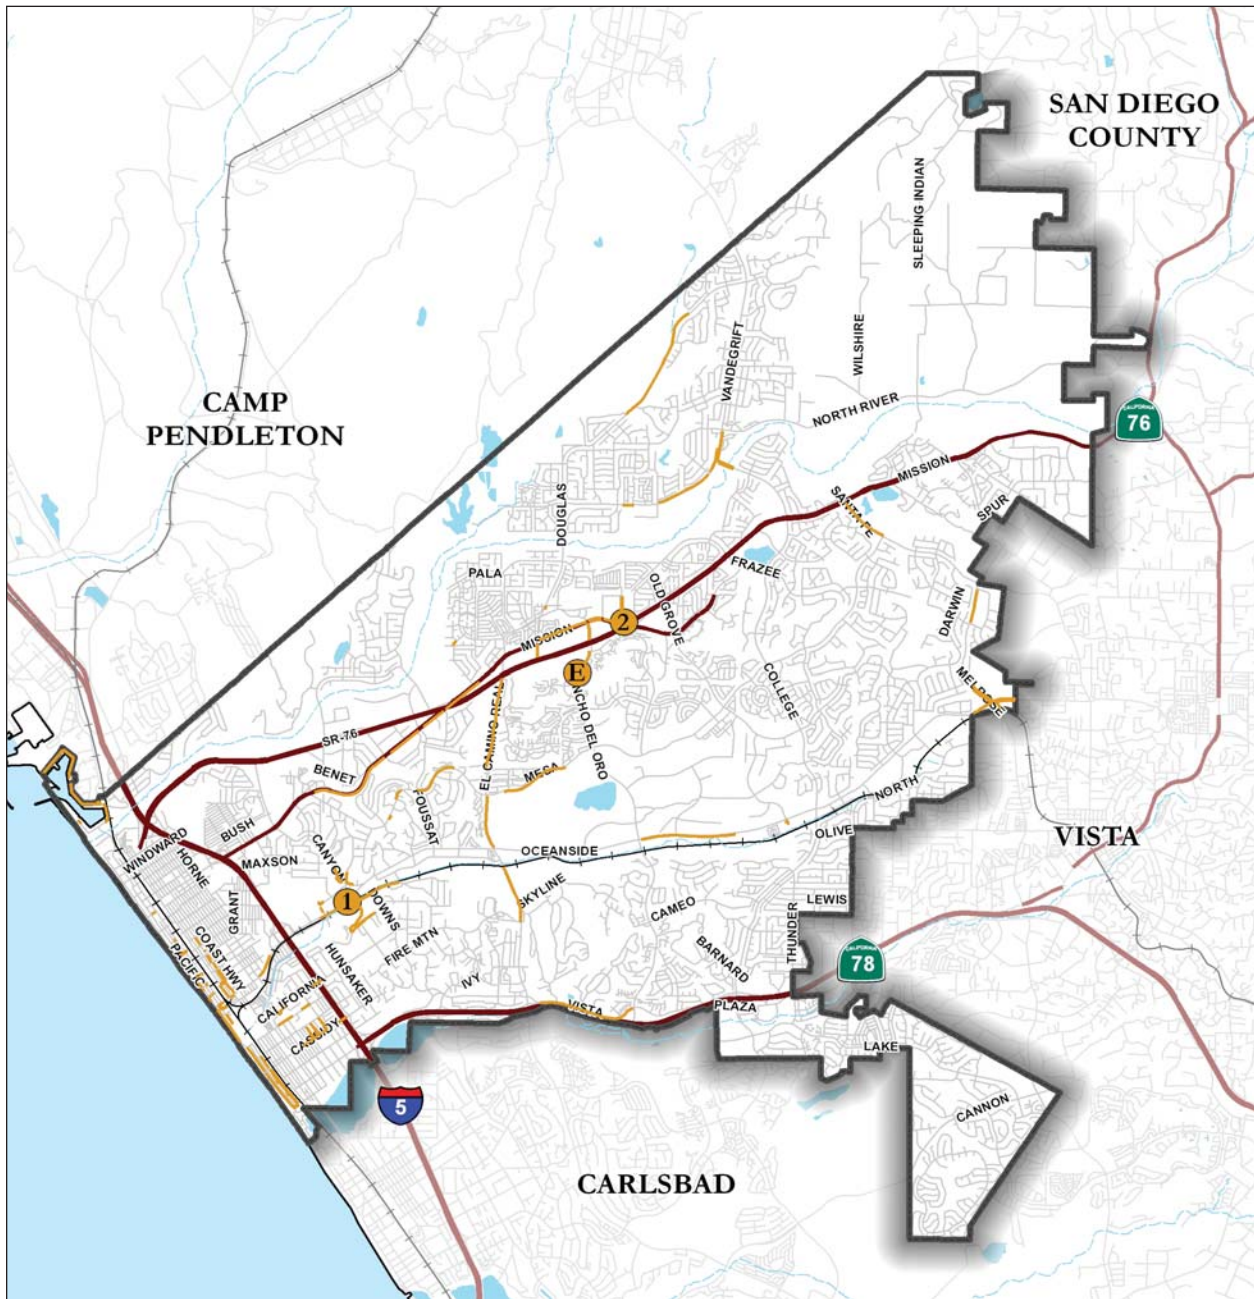 SAN DIEGO
COUNTY
SLEEPING INDIAN
CAMP
PENDLETON
VANDEGRIFT
WILSHIRE
NORTH RIVER
CALIFORNIA
76
MISSION
SANTA FE
SPUR
DOUGLAS
PALA
FRAZEE
OLD GROVE
DARWIN
MISSION
2
E
MELROSE
COLLEGE
NCHO DEL ORO
EL CAMINO REAL
SR-76
BENET
MESA
NORTH
FOUSSAT
BUSH
OLIVE
VISTA
WINDWARD
HORNE
MAXSON
CANYON
OCEANSIDE
1
DOWNS
SKYLINE
GRANT
CAMEO
LEWIS
THUNDER
COAST HWY
PACIFIC
HUNSAKER
FIRE MTN
BARNARD
CALIFORNIA
78
IVY
CALIFORNIA
VISTA
PLAZA
CASSIDY
LAKE
5
CANNON
CARLSBAD